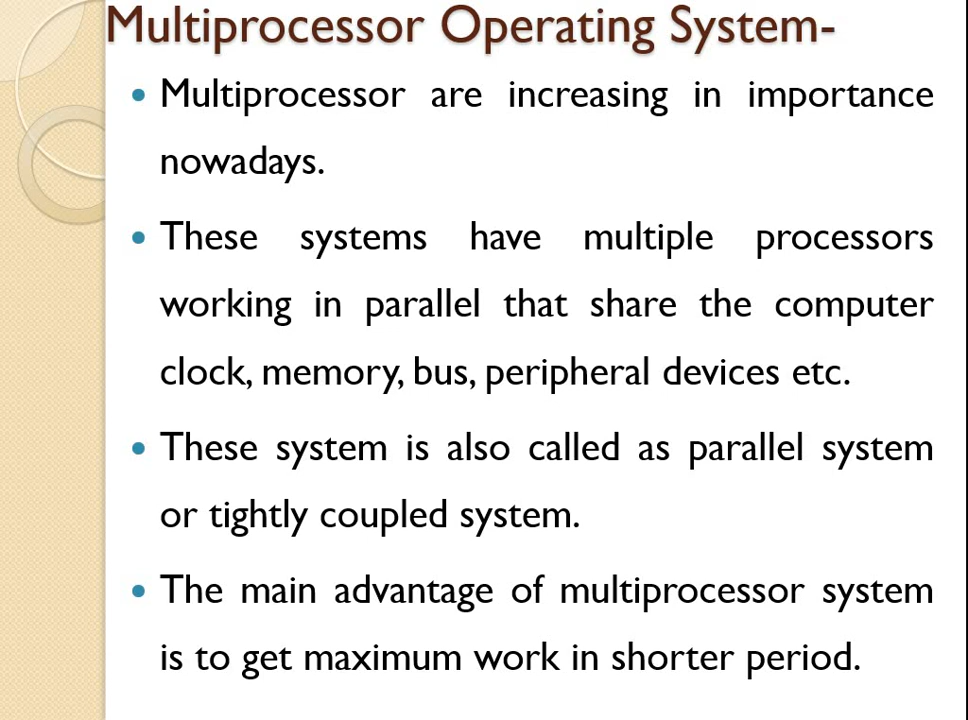 Multiprocessor Operating System-
• Multiprocessor are increasing in importance
nowadays.
• These systems have multiple processors
working in parallel that share the computer
clock, memory, bus, peripheral devices etc.
• These system is also called as parallel system
or tightly coupled system.
• The main advantage of multiprocessor system
is to get maximum work in shorter period.